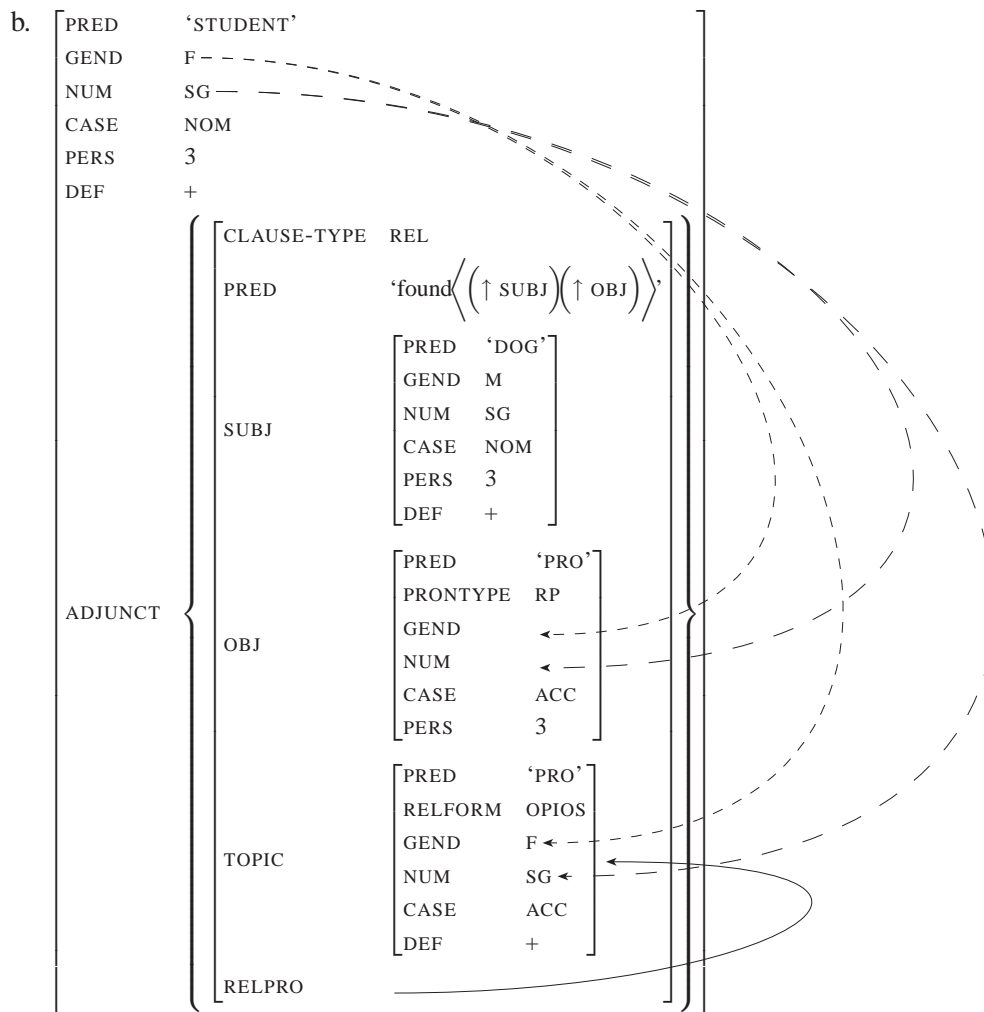 b.
PRED ‘STUDENT’
GEND F
NUM SG
CASE NOM
PERS 3
DEF +
CLAUSE-TYPE REL
PRED ‘found⟨(↑ SUBJ)(↑ OBJ)⟩’
PRED ‘DOG’
GEND M
NUM SG
SUBJ
CASE NOM
PERS 3
DEF +
PRED ‘PRO’
PRONTYPE RP
ADJUNCT
GEND
OBJ
NUM
CASE ACC
PERS 3
PRED ‘PRO’
RELFORM OPIOS
GEND F
TOPIC
NUM SG
CASE ACC
DEF +
RELPRO